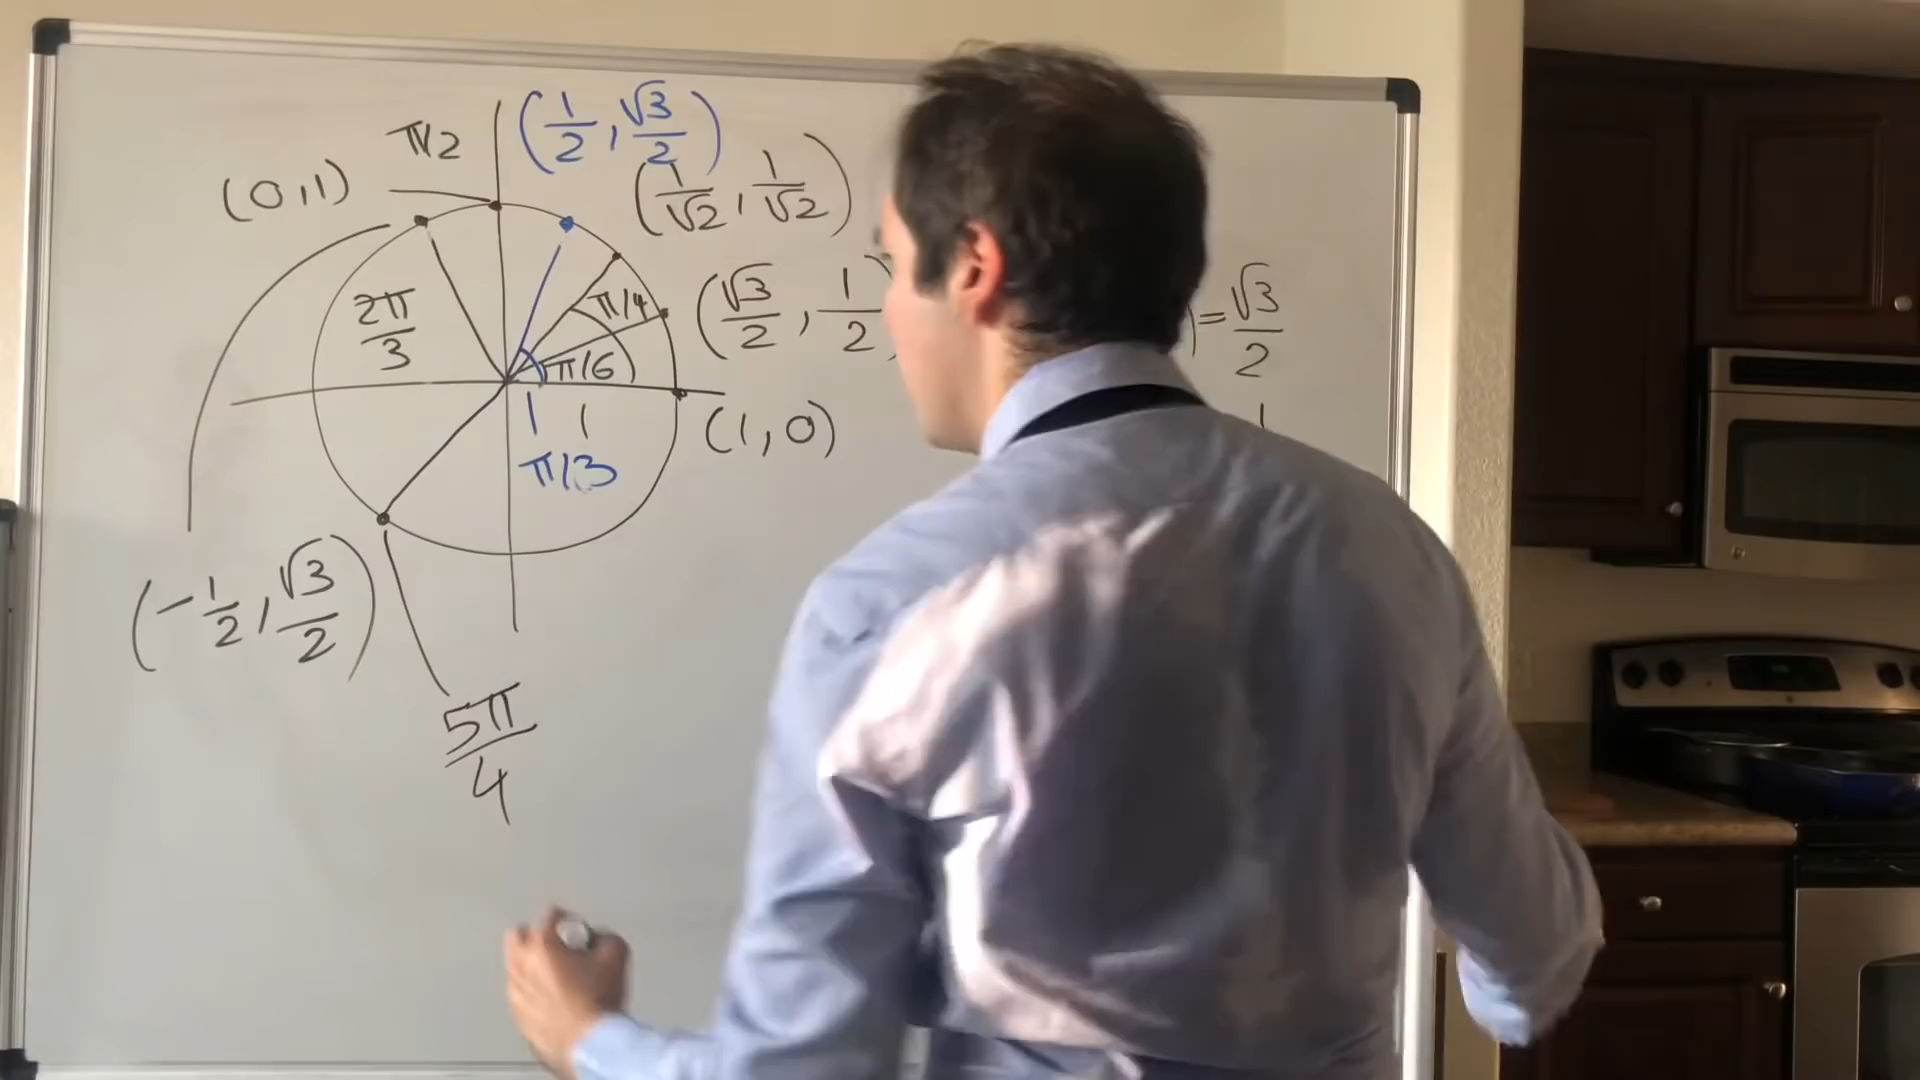 π/2
(1/2, √3/2)
(0,1)
(1/√2, 1/√2)
2π/3
π/4
(√3/2, 1/2
)=√3/2
π/6
1
(1,0)
π/3
(-1/2, √3/2)
5π/4